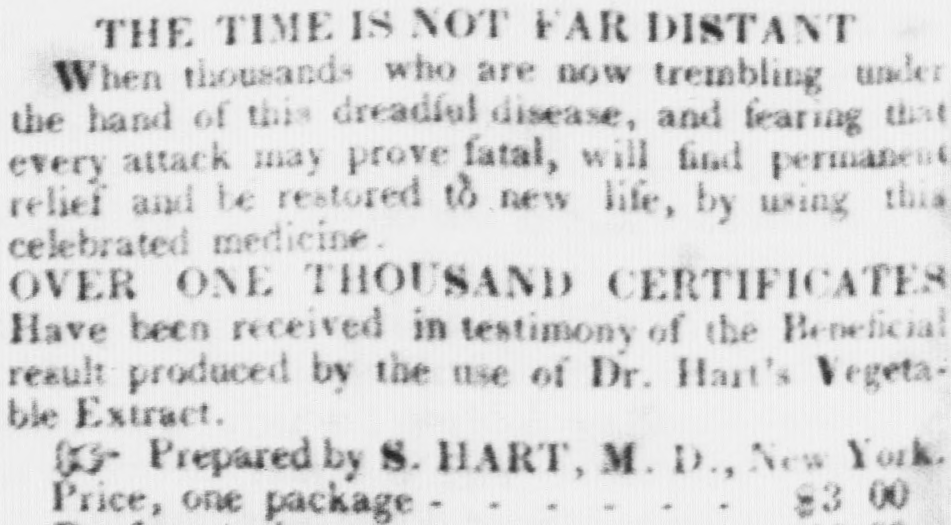 THE TIME IS NOT FAR DISTANT
When thousands who are now trembling under
the hand of this dreadful disease, and fearing that
every attack may prove fatal, will find permanent
relief and be restored to new life, by using this
celebrated medicine.
OVER ONE THOUSAND CERTIFICATES
Have been received in testimony of the Beneficial
result produced by the use of Dr. Hart's Vegeta-
ble Extract.
☞ Prepared by S. HART, M. D., New York.
Price, one package - - - - - - $3 00